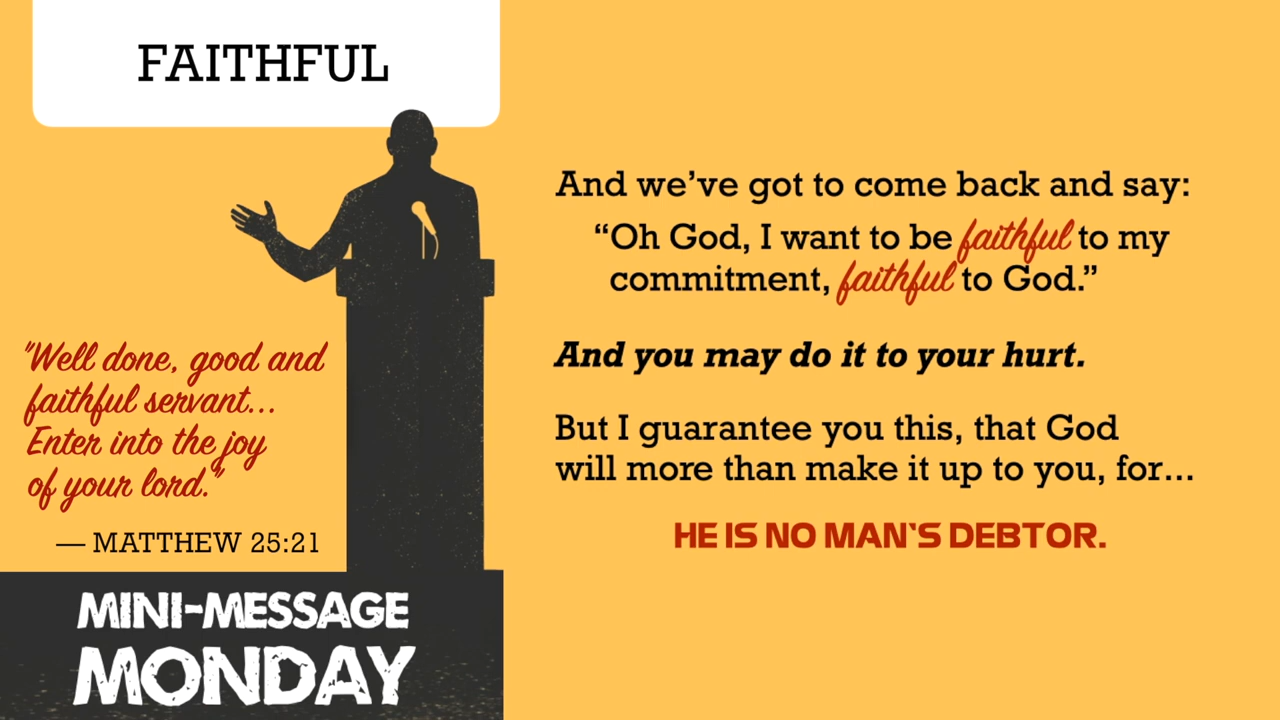 FAITHFUL
"Well done, good and
faithful servant...
Enter into the joy
of your lord."
— MATTHEW 25:21
MINI-MESSAGE
MONDAY
And we’ve got to come back and say:
“Oh God, I want to be faithful to my
commitment, faithful to God.”
And you may do it to your hurt.
But I guarantee you this, that God
will more than make it up to you, for...
HE IS NO MAN'S DEBTOR.